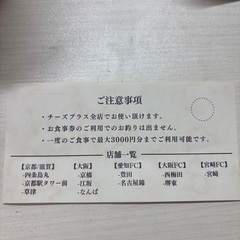 ご注意事項
・チーズプラス全店でお使い頂けます。
・お食事券のご利用でのお釣りは出ません。
・一度のご食事で最大3000円分までご利用可能です。
店舗一覧
【京都/滋賀】【大阪】【愛知FC】【大阪FC】【宮崎FC】
-四条烏丸 -京橋 -豊田 -西梅田 -宮崎
-京都駅タワー前 -江坂 -名古屋錦 -堺東
-草津 -なんば